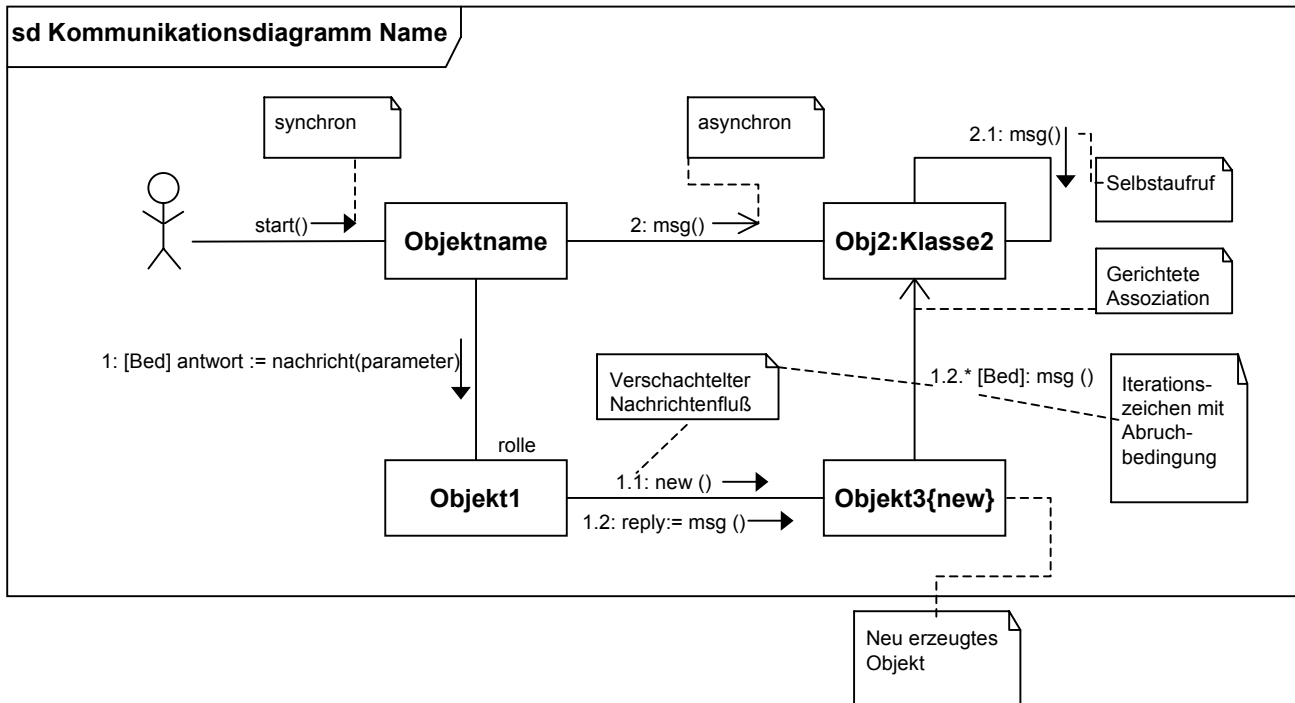 sd Kommunikationsdiagramm Name
synchron
asynchron
2.1: msg()
Selbstaufruf
start()
2: msg()
Objektname
Obj2:Klasse2
Gerichtete
Assoziation
1: [Bed] antwort := nachricht(parameter)
Verschachtelter
Nachrichtenfluß
1.2.* [Bed]: msg ()
Iterations-
zeichen mit
Abruch-
bedingung
rolle
1.1: new ()
Objekt1
Objekt3{new}
1.2: reply:= msg ()
Neu erzeugtes
Objekt